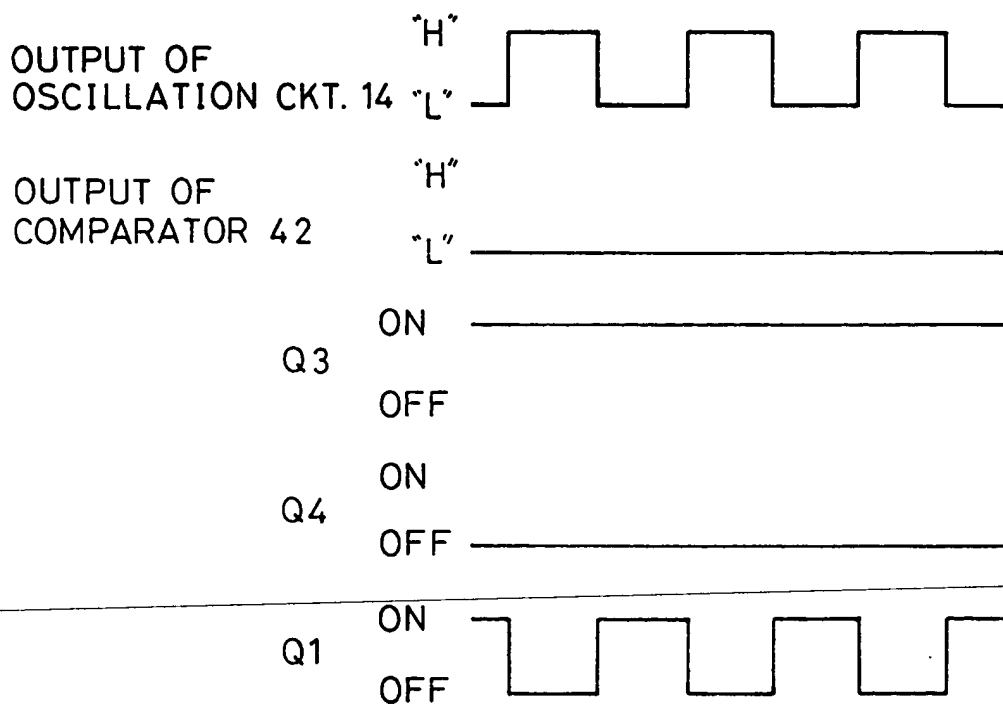 "H"
OUTPUT OF
OSCILLATION CKT. 14 "L"
"H"
OUTPUT OF
COMPARATOR 42
"L"
ON
Q3
OFF
ON
Q4
OFF
ON
Q1
OFF